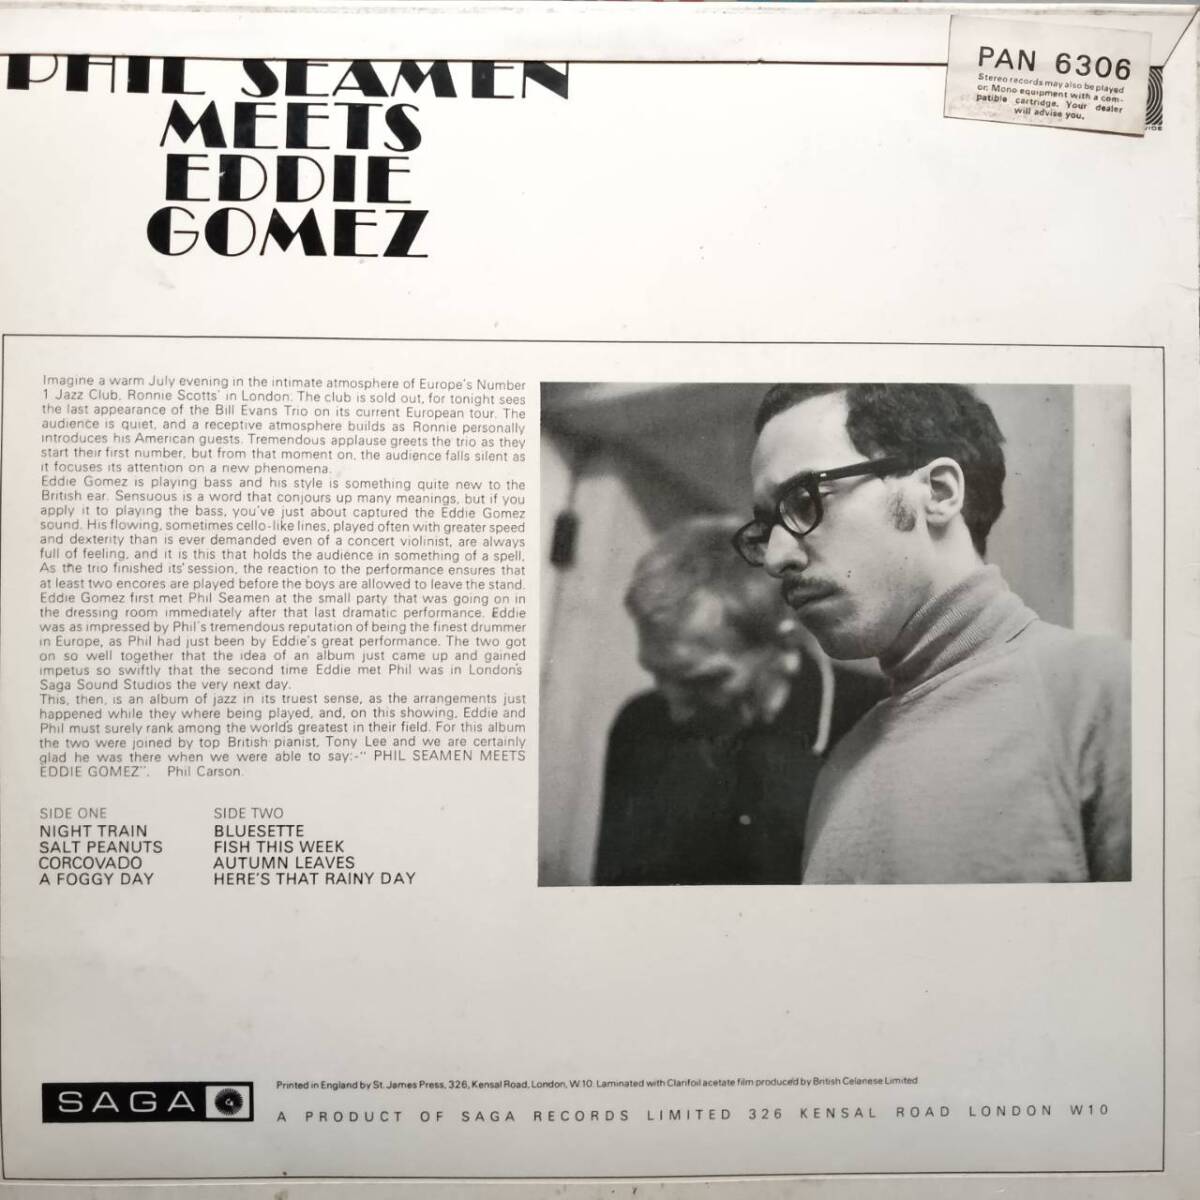 PHIL SEAMEN
MEETS
EDDIE
GOMEZ
PAN 6306
Stereo records may also be played
or. Mono equipment with a com-
patible cartridge. Your dealer
will advise you.
Imagine a warm July evening in the intimate atmosphere of Europe's Number
1 Jazz Club, Ronnie Scotts' in London. The club is sold out, for tonight sees
the last appearance of the Bill Evans Trio on its current European tour. The
audience is quiet, and a receptive atmosphere builds as Ronnie personally
introduces his American guests. Tremendous applause greets the trio as they
start their first number, but from that moment on, the audience falls silent as
it focuses its attention on a new phenomena.
Eddie Gomez is playing bass and his style is something quite new to the
British ear. Sensuous is a word that conjours up many meanings, but if you
apply it to playing the bass, you've just about captured the Eddie Gomez
sound. His flowing, sometimes cello-like lines, played often with greater speed
and dexterity than is ever demanded even of a concert violinist, are always
full of feeling, and it is this that holds the audience in something of a spell.
As the trio finished its' session, the reaction to the performance ensures that
at least two encores are played before the boys are allowed to leave the stand.
Eddie Gomez first met Phil Seamen at the small party that was going on in
the dressing room immediately after that last dramatic performance. Eddie
was as impressed by Phil's tremendous reputation of being the finest drummer
in Europe, as Phil had just been by Eddie's great performance. The two got
on so well together that the idea of an album just came up and gained
impetus so swiftly that the second time Eddie met Phil was in London's
Saga Sound Studios the very next day.
This, then, is an album of jazz in its truest sense, as the arrangements just
happened while they where being played, and, on this showing, Eddie and
Phil must surely rank among the world's greatest in their field. For this album
the two were joined by top British pianist, Tony Lee and we are certainly
glad he was there when we were able to say:-" PHIL SEAMEN MEETS
EDDIE GOMEZ". Phil Carson.
SIDE ONE
NIGHT TRAIN
SALT PEANUTS
CORCOVADO
A FOGGY DAY
SIDE TWO
BLUESETTE
FISH THIS WEEK
AUTUMN LEAVES
HERE'S THAT RAINY DAY
SAGA
Printed in England by St. James Press, 326, Kensal Road, London, W.10. Laminated with Clarifoil acetate film produced by British Celanese Limited
A PRODUCT OF SAGA RECORDS LIMITED 326 KENSAL ROAD LONDON W10